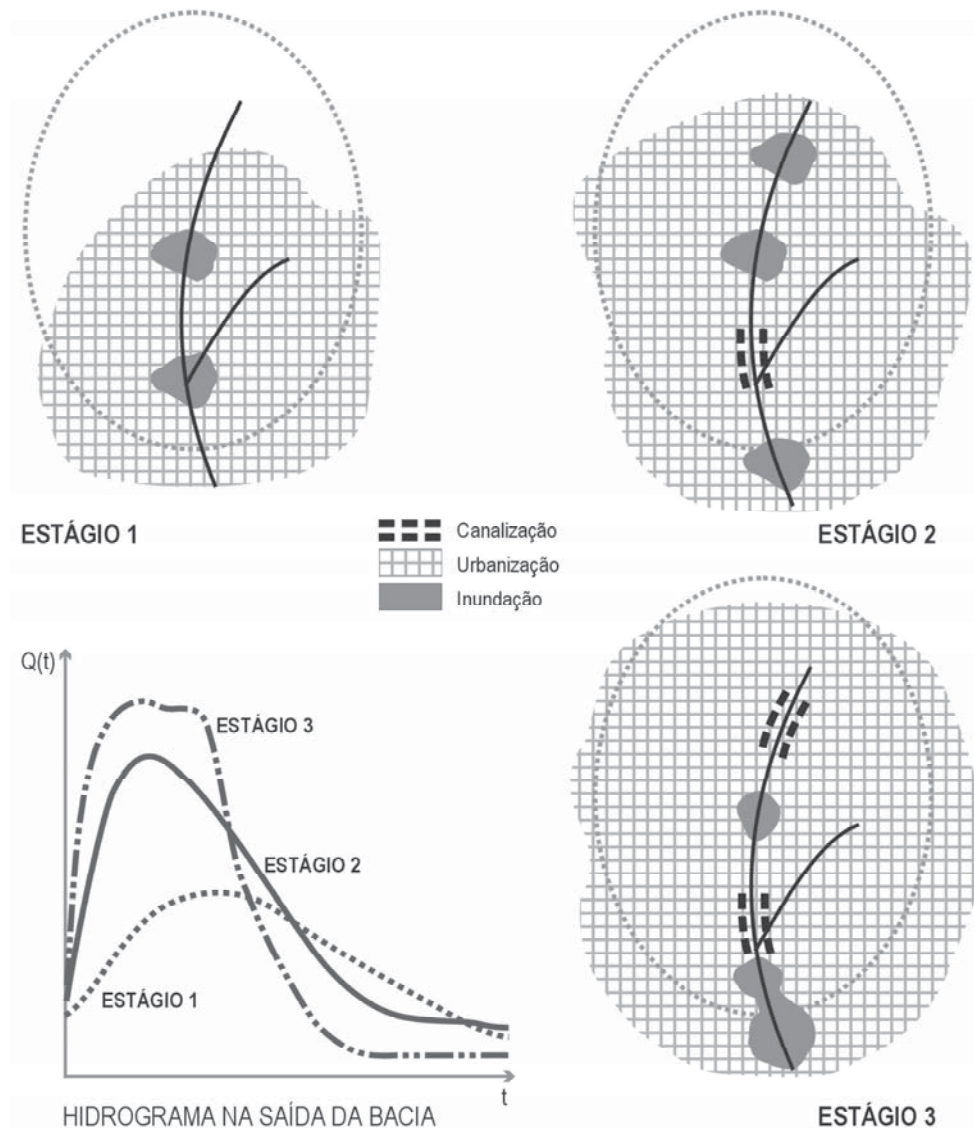 ESTÁGIO 1
Canalização
Urbanização
Inundação
ESTÁGIO 2
Q(t)
ESTÁGIO 3
ESTÁGIO 2
ESTÁGIO 1
t
HIDROGRAMA NA SAÍDA DA BACIA
ESTÁGIO 3